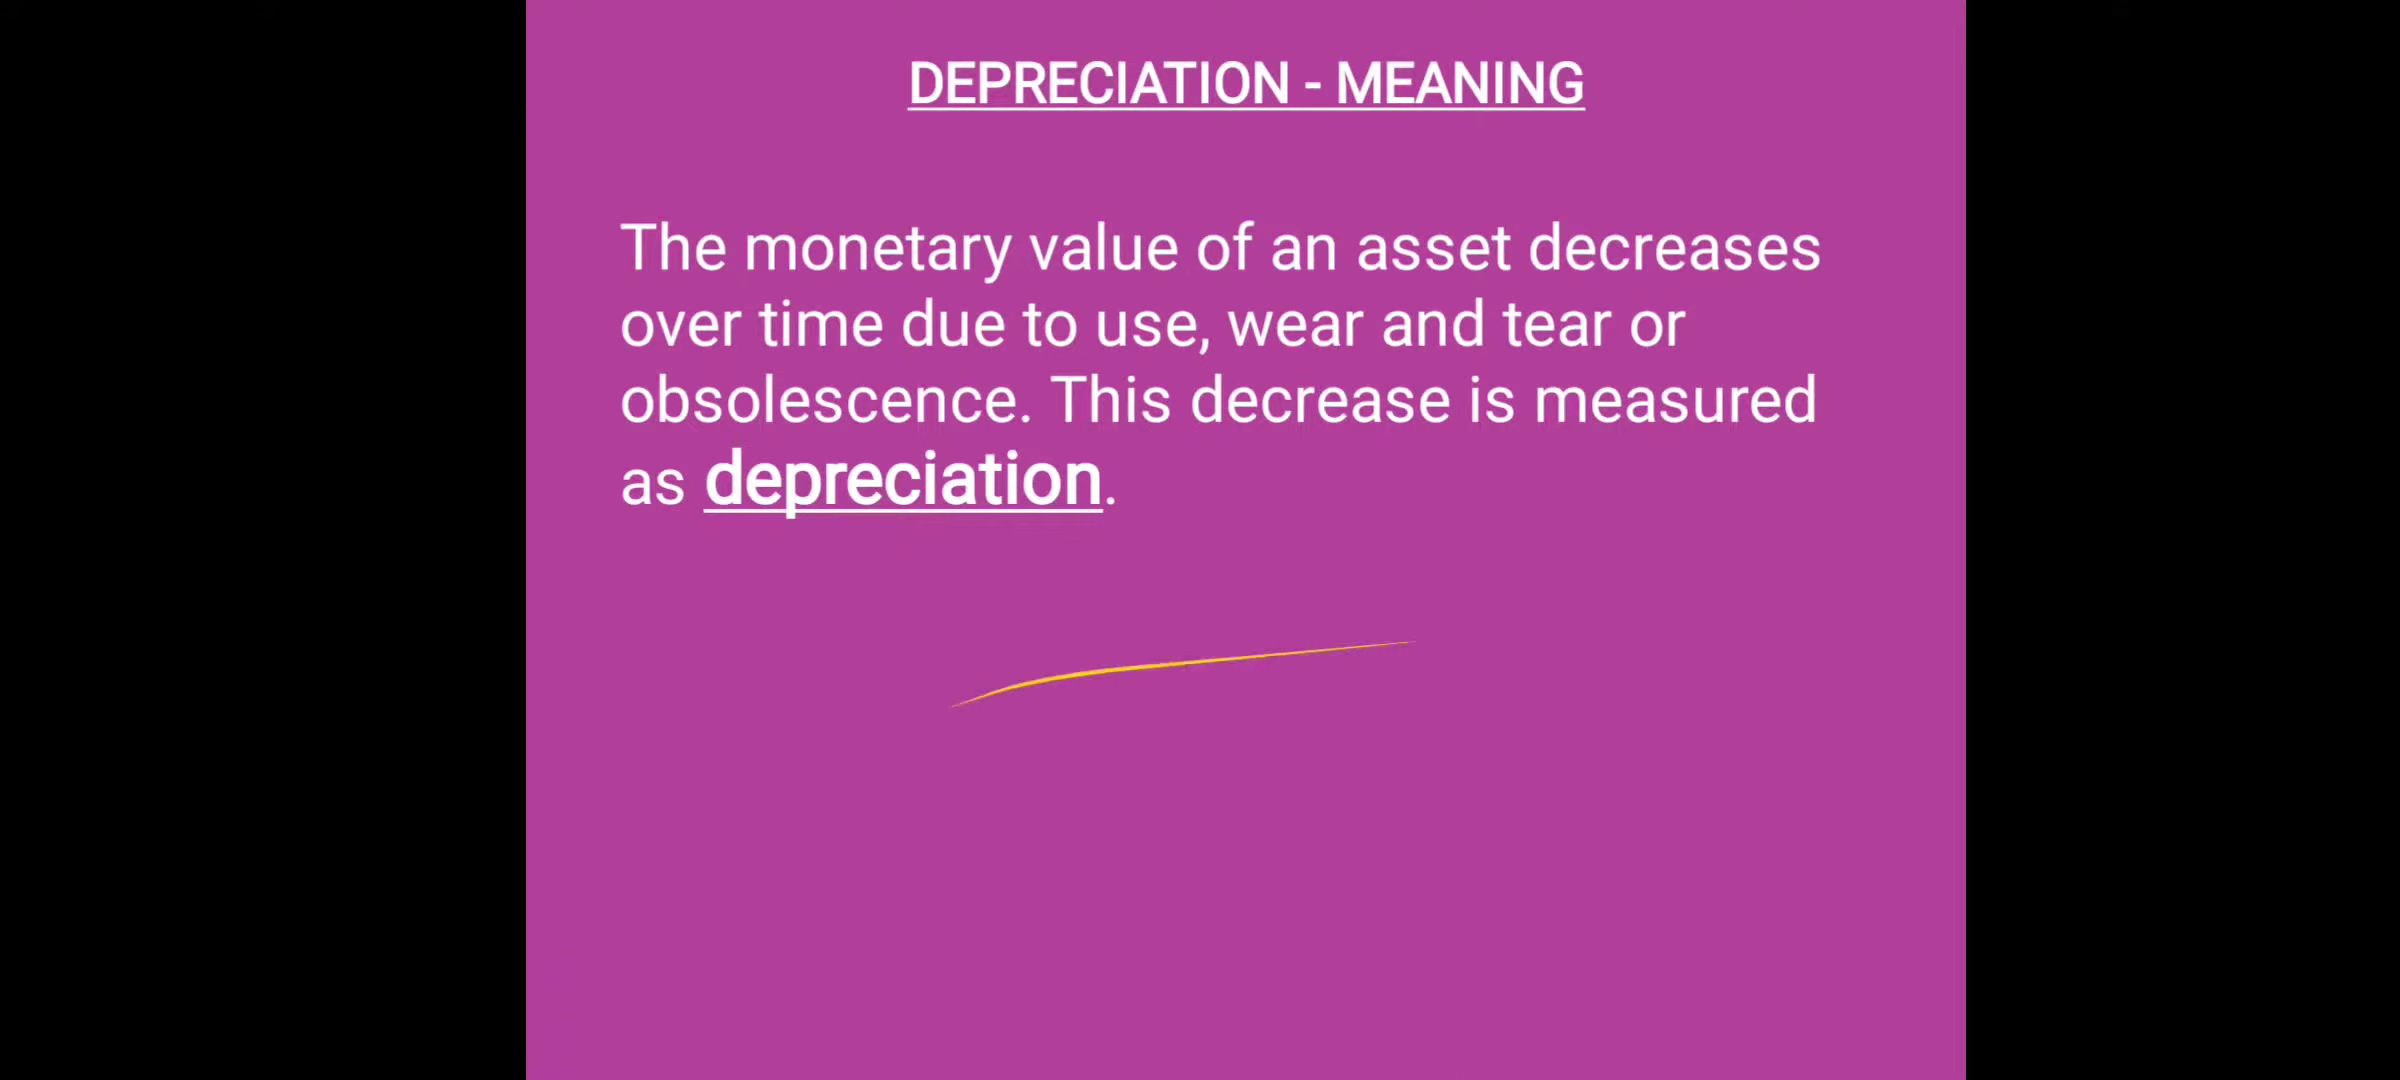 DEPRECIATION - MEANING
The monetary value of an asset decreases
over time due to use, wear and tear or
obsolescence. This decrease is measured
as depreciation.